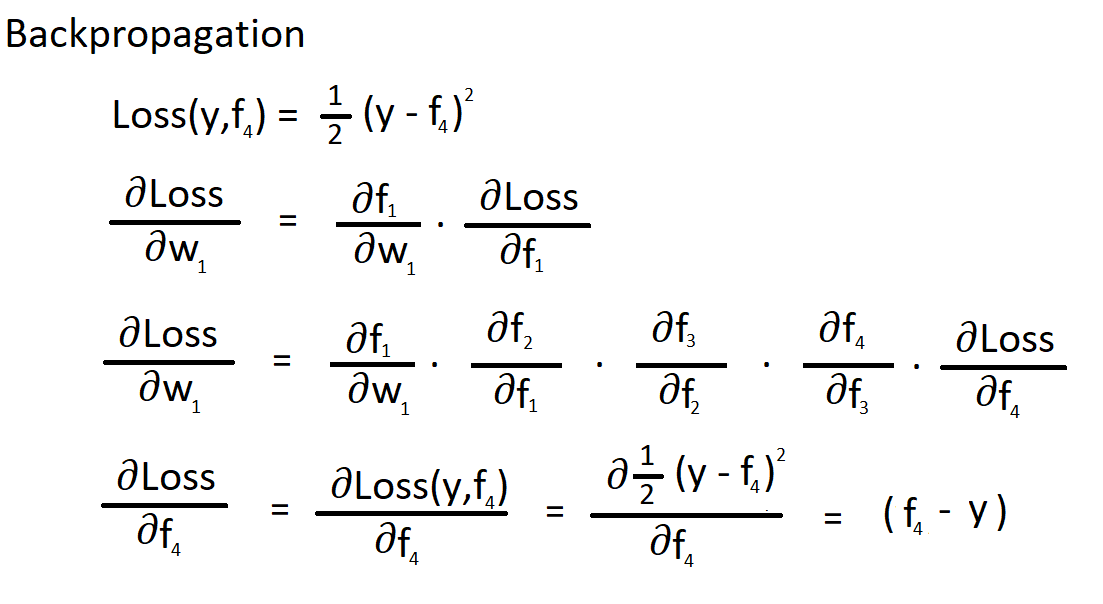 Backpropagation
Loss(y,f₄) = 1/2 (y - f₄)²
∂Loss/∂w₁ = ∂f₁/∂w₁ · ∂Loss/∂f₁
∂Loss/∂w₁ = ∂f₁/∂w₁ · ∂f₂/∂f₁ · ∂f₃/∂f₂ · ∂f₄/∂f₃ · ∂Loss/∂f₄
∂Loss/∂f₄ = ∂Loss(y,f₄)/∂f₄ = ∂ 1/2 (y - f₄)²/∂f₄ = ( f₄ - y )